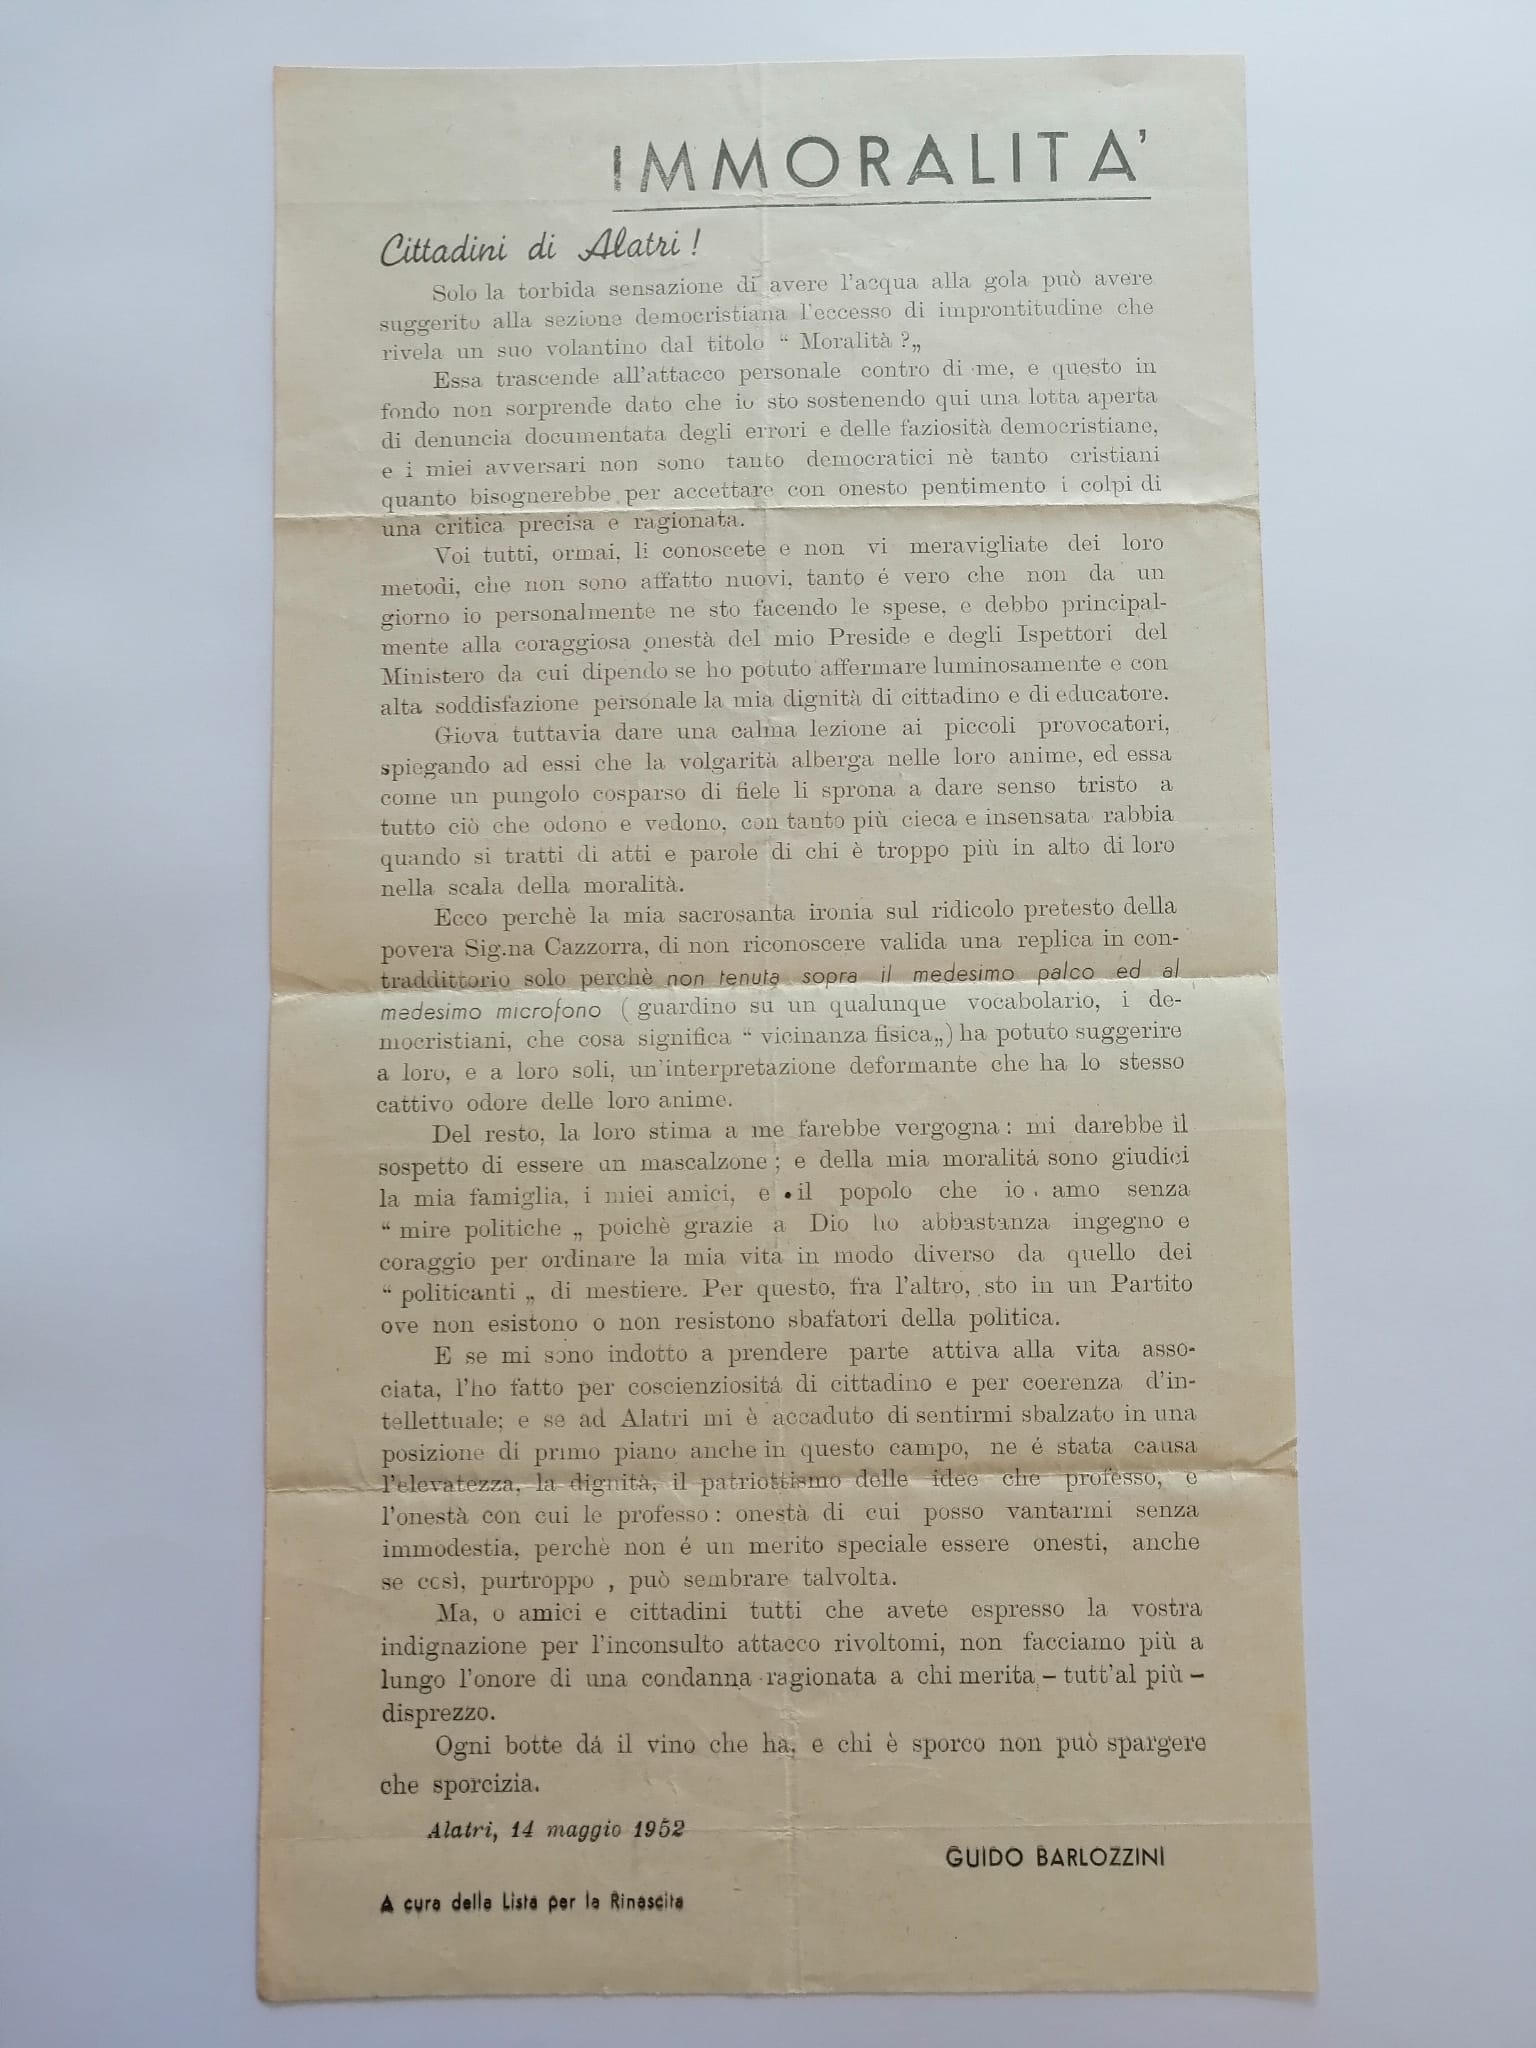 IMMORALITA'
Cittadini di Alatri !
Solo la torbida sensazione di avere l'acqua alla gola può avere
suggerito alla sezione democristiana l'eccesso di improntitudine che
rivela un suo volantino dal titolo “ Moralità ?„
Essa trascende all'attacco personale contro di me, e questo in
fondo non sorprende dato che io sto sostenendo qui una lotta aperta
di denuncia documentata degli errori e delle faziosità democristiane,
e i miei avversari non sono tanto democratici nè tanto cristiani
quanto bisognerebbe per accettare con onesto pentimento i colpi di
una critica precisa e ragionata.
Voi tutti, ormai, li conoscete e non vi meravigliate dei loro
metodi, che non sono affatto nuovi, tanto é vero che non da un
giorno io personalmente ne sto facendo le spese, e debbo principal-
mente alla coraggiosa onestà del mio Preside e degli Ispettori del
Ministero da cui dipendo se ho potuto affermare luminosamente e con
alta soddisfazione personale la mia dignità di cittadino e di educatore.
Giova tuttavia dare una calma lezione ai piccoli provocatori,
spiegando ad essi che la volgarità alberga nelle loro anime, ed essa
come un pungolo cosparso di fiele li sprona a dare senso tristo a
tutto ciò che odono e vedono, con tanto più cieca e insensata rabbia
quando si tratti di atti e parole di chi è troppo più in alto di loro
nella scala della moralità.
Ecco perchè la mia sacrosanta ironia sul ridicolo pretesto della
povera Sig.na Cazzorra, di non riconoscere valida una replica in con-
traddittorio solo perchè non tenuta sopra il medesimo palco ed al
medesimo microfono ( guardino su un qualunque vocabolario, i de-
mocristiani, che cosa significa “ vicinanza fisica„) ha potuto suggerire
a loro, e a loro soli, un'interpretazione deformante che ha lo stesso
cattivo odore delle loro anime.
Del resto, la loro stima a me farebbe vergogna : mi darebbe il
sospetto di essere un mascalzone ; e della mia moralitá sono giudici
la mia famiglia, i miei amici, e il popolo che io amo senza
“ mire politiche „ poichè grazie a Dio ho abbastanza ingegno e
coraggio per ordinare la mia vita in modo diverso da quello dei
“ politicanti „ di mestiere. Per questo, fra l'altro, sto in un Partito
ove non esistono o non resistono sbafatori della politica.
E se mi sono indotto a prendere parte attiva alla vita asso-
ciata, l'ho fatto per coscienziositá di cittadino e per coerenza d'in-
tellettuale; e se ad Alatri mi è accaduto di sentirmi sbalzato in una
posizione di primo piano anche in questo campo, ne é stata causa
l'elevatezza, la dignità, il patriottismo delle idee che professo, e
l'onestà con cui le professo : onestà di cui posso vantarmi senza
immodestia, perchè non é un merito speciale essere onesti, anche
se così, purtroppo , può sembrare talvolta.
Ma, o amici e cittadini tutti che avete espresso la vostra
indignazione per l'inconsulto attacco rivoltomi, non facciamo più a
lungo l'onore di una condanna ragionata a chi merita – tutt'al più –
disprezzo.
Ogni botte dá il vino che ha, e chi è sporco non può spargere
che sporcizia.
Alatri, 14 maggio 1952
GUIDO BARLOZZINI
A cura della Lista per la Rinascita